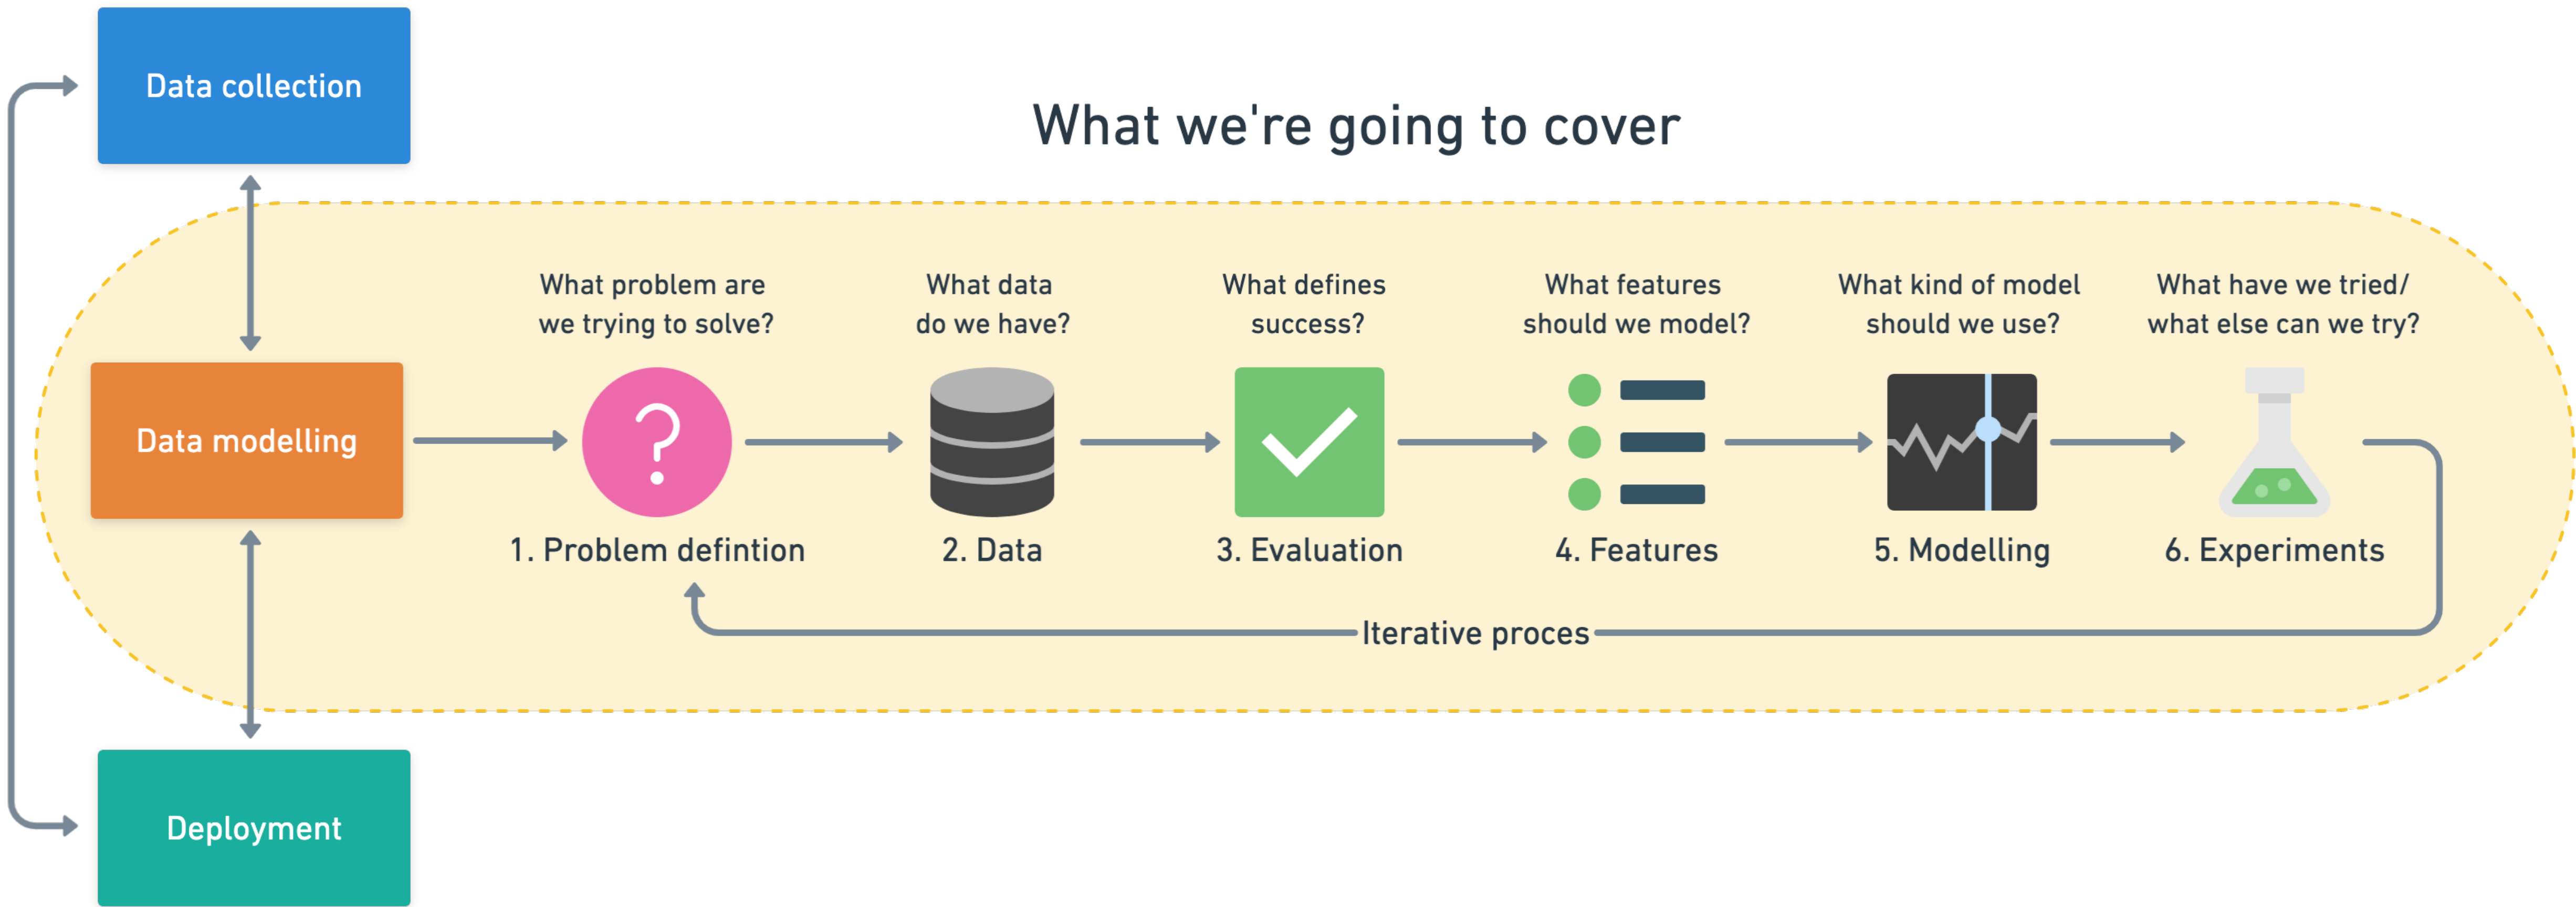 Data collection
What we're going to cover
What problem are
we trying to solve?
What data
do we have?
What defines
success?
What features
should we model?
What kind of model
should we use?
What have we tried/
what else can we try?
Data modelling
1. Problem defintion
2. Data
3. Evaluation
4. Features
5. Modelling
6. Experiments
Iterative proces
Deployment